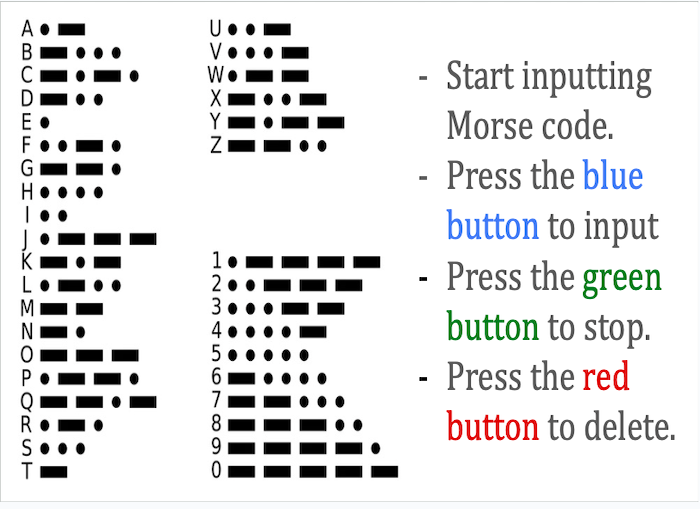 A • –
B – • • •
C – • – •
D – • •
E •
F • • – •
G – – •
H • • • •
I • •
J • – – –
K – • –
L • – • •
M – –
N – •
O – – –
P • – – •
Q – – • –
R • – •
S • • •
T –
U • • –
V • • • –
W • – –
X – • • –
Y – • – –
Z – – • •
1 • – – – –
2 • • – – –
3 • • • – –
4 • • • • –
5 • • • • •
6 – • • • •
7 – – • • •
8 – – – • •
9 – – – – •
0 – – – – –
- Start inputting
Morse code.
- Press the blue
button to input
- Press the green
button to stop.
- Press the red
button to delete.